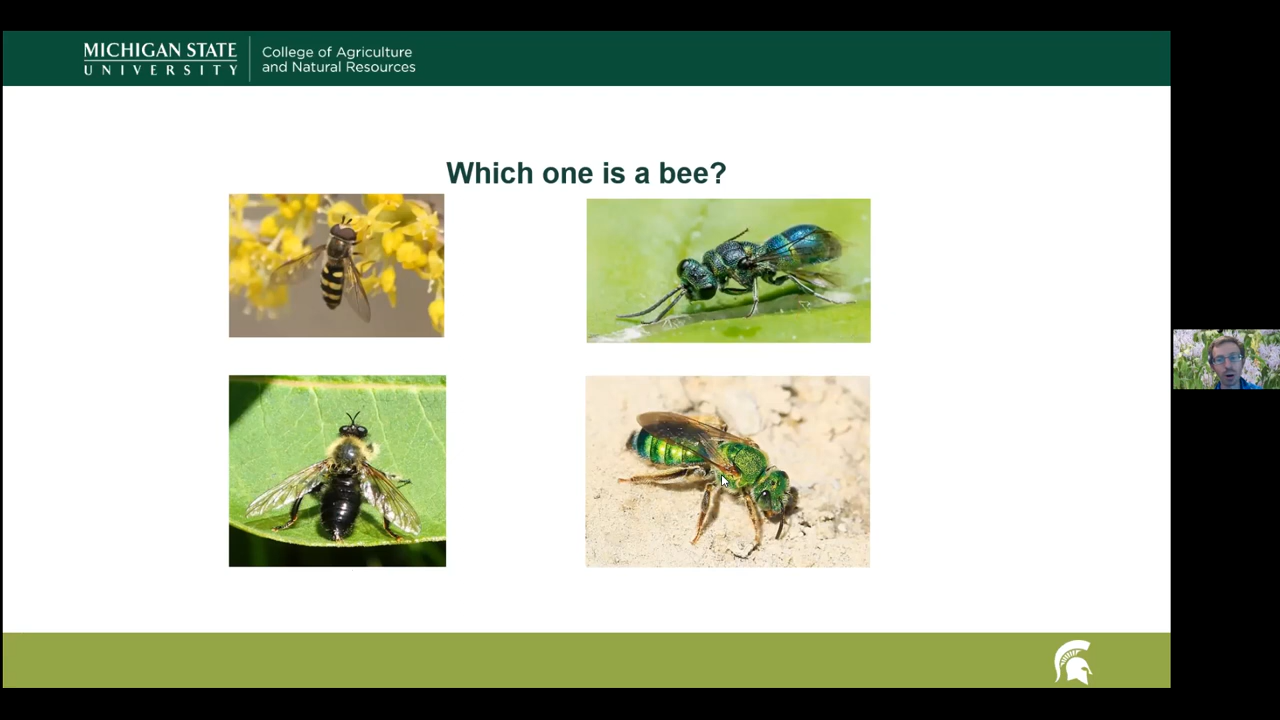 MICHIGAN STATE
UNIVERSITY
College of Agriculture
and Natural Resources
Which one is a bee?